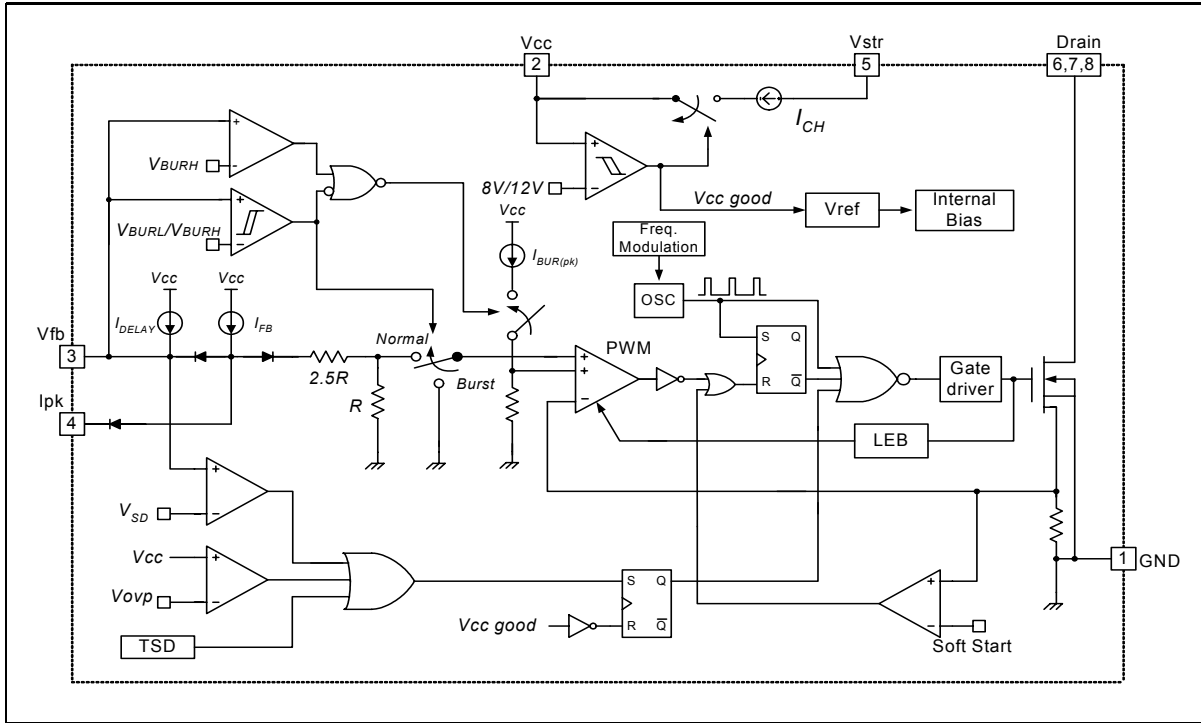 Vcc
Vstr
Drain
2
5
6,7,8
I_CH
+
-
V_BURH
+
-
8V/12V
Vcc good
Vref
Internal
Bias
+
-
V_BURL/V_BURH
Vcc
I_BUR(pk)
Freq.
Modulation
OSC
Vcc
Vcc
I_DELAY
I_FB
Vfb
3
Normal
Burst
2.5R
R
PWM
+
+
-
S
Q
R
Q̅
Gate
driver
LEB
Ipk
4
+
-
V_SD
Vcc
+
-
Vovp
TSD
S
Q
R
Q̅
Vcc good
+
-
Soft Start
1
GND